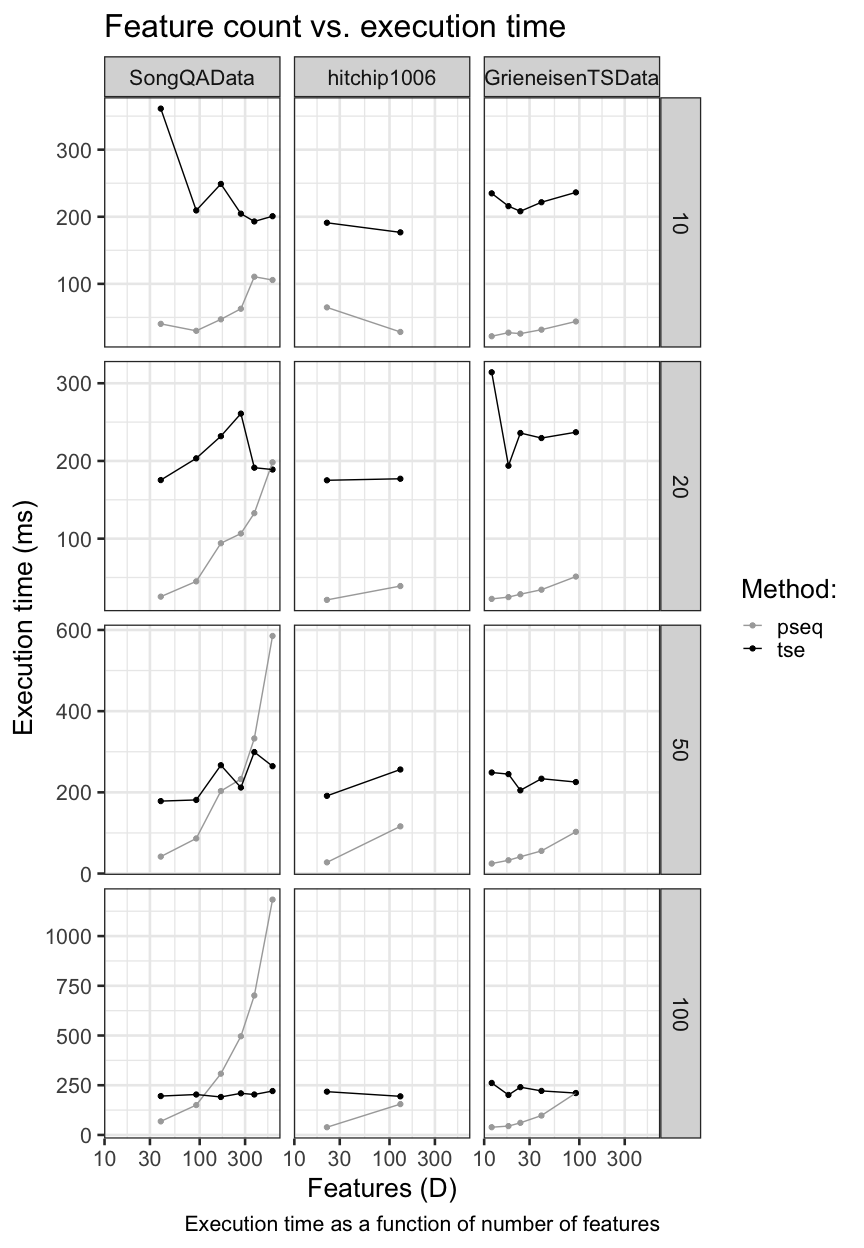 Feature count vs. execution time
SongQAData hitchip1006 GrieneisenTSData
300
200
100
10
300
200
100
20
600
400
200
0
50
1000
750
500
250
0
100
10 30 100 300 10 30 100 300 10 30 100 300
Execution time (ms)
Features (D)
Method:
pseq
tse
Execution time as a function of number of features